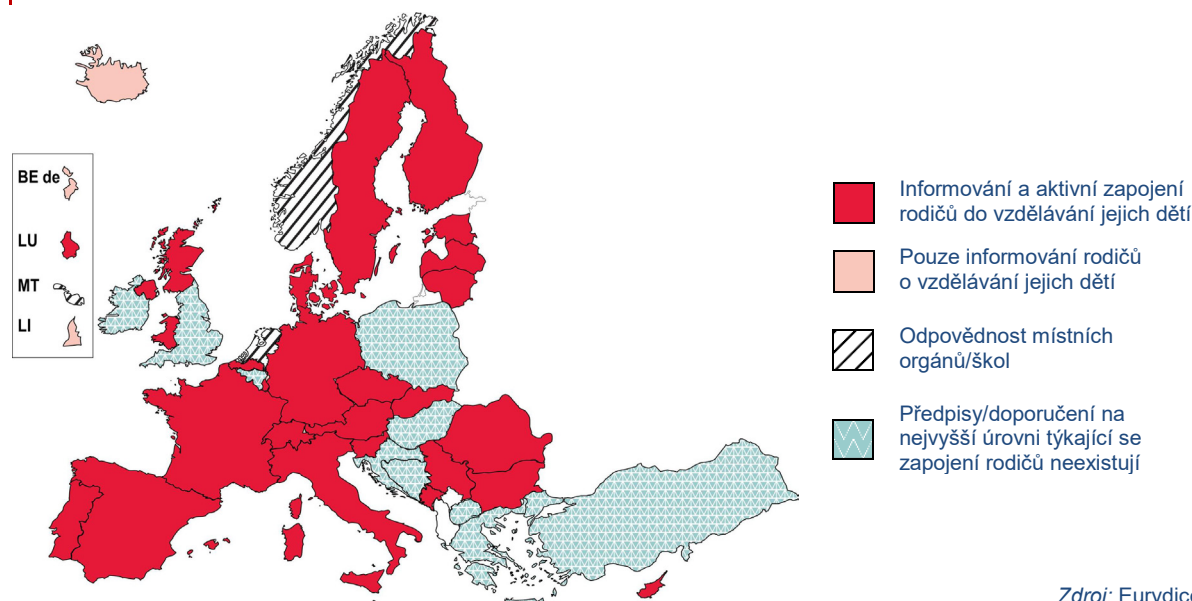 BE de
LU
MT
LI
Informování a aktivní zapojení
rodičů do vzdělávání jejich dětí
Pouze informování rodičů
o vzdělávání jejich dětí
Odpovědnost místních
orgánů/škol
Předpisy/doporučení na
nejvyšší úrovni týkající se
zapojení rodičů neexistují
Zdroj: Eurydice